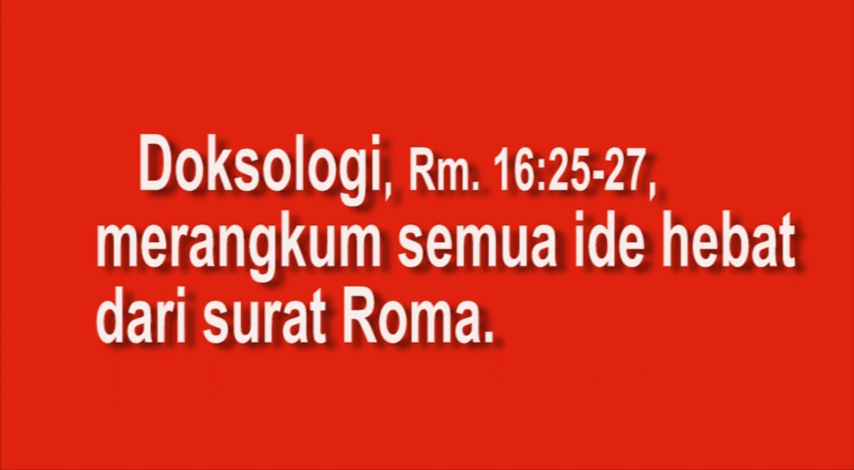 Doksologi, Rm. 16:25-27,
merangkum semua ide hebat
dari surat Roma.